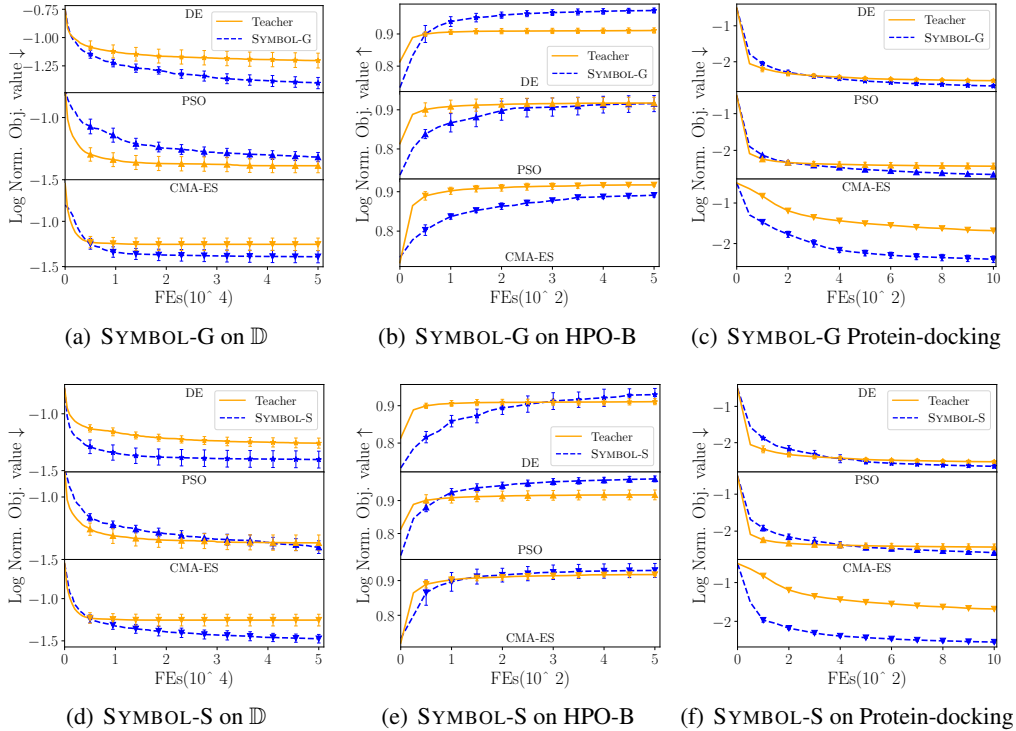 Log Norm. Obj. value ↓
−0.75
−1.00
−1.25
−1.0
−1.5
−1.0
−1.5
DE
Teacher
SYMBOL-G
PSO
CMA-ES
0 1 2 3 4 5
FEs(10^ 4)
(a) SYMBOL-G on 𝔻
Log Norm. Obj. value ↑
0.9
0.9
0.8
0.9
0.8
Teacher
SYMBOL-G
DE
PSO
CMA-ES
0 1 2 3 4 5
FEs(10^ 2)
(b) SYMBOL-G on HPO-B
Log Norm. Obj. value ↓
−2
−2
−1
−2
DE
Teacher
SYMBOL-G
PSO
CMA-ES
0 2 4 6 8 10
FEs(10^ 2)
(c) SYMBOL-G Protein-docking
Log Norm. Obj. value ↓
−1.0
−1.5
−1.0
−1.5
−1.0
−1.5
DE
Teacher
SYMBOL-S
PSO
CMA-ES
0 1 2 3 4 5
FEs(10^ 4)
(d) SYMBOL-S on 𝔻
Log Norm. Obj. value ↑
0.9
0.8
0.9
0.8
0.9
0.8
Teacher
SYMBOL-S
DE
PSO
CMA-ES
0 1 2 3 4 5
FEs(10^ 2)
(e) SYMBOL-S on HPO-B
Log Norm. Obj. value ↓
−1
−2
−1
−2
−1
−2
DE
Teacher
SYMBOL-S
PSO
CMA-ES
0 2 4 6 8 10
FEs(10^ 2)
(f) SYMBOL-S on Protein-docking